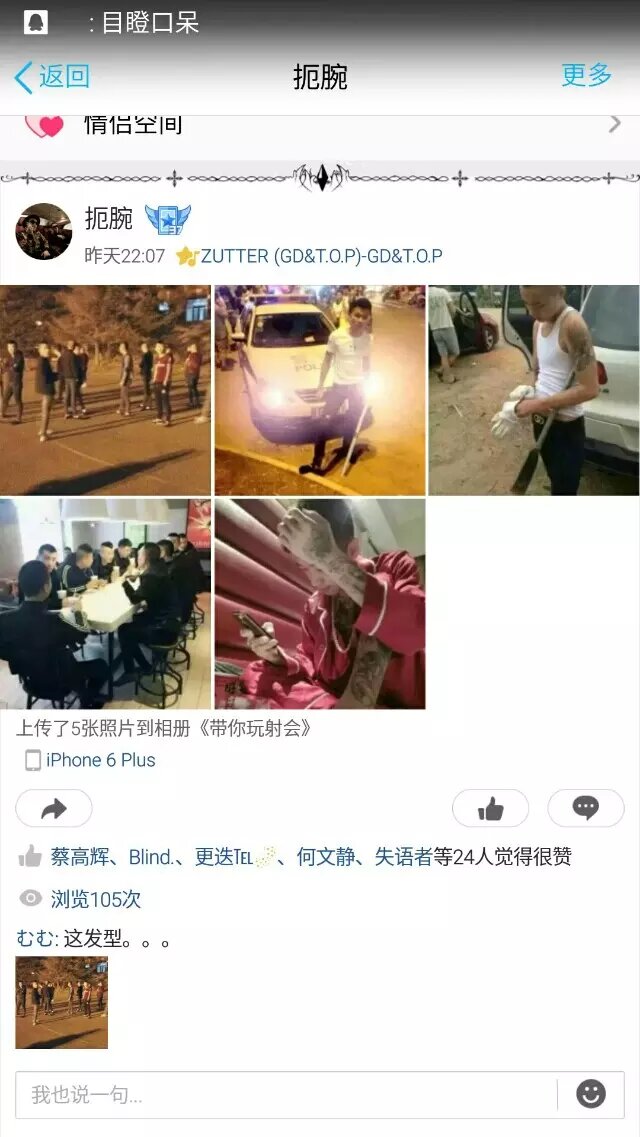 : 目瞪口呆
返回
扼腕
更多
情侣空间
扼腕
37
昨天22:07 ZUTTER (GD&T.O.P)-GD&T.O.P
POLI
上传了5张照片到相册《带你玩射会》
iPhone 6 Plus
蔡高辉、Blind.、更迭℡、何文静、失语者等24人觉得很赞
浏览105次
むむ: 这发型。。。
我也说一句...